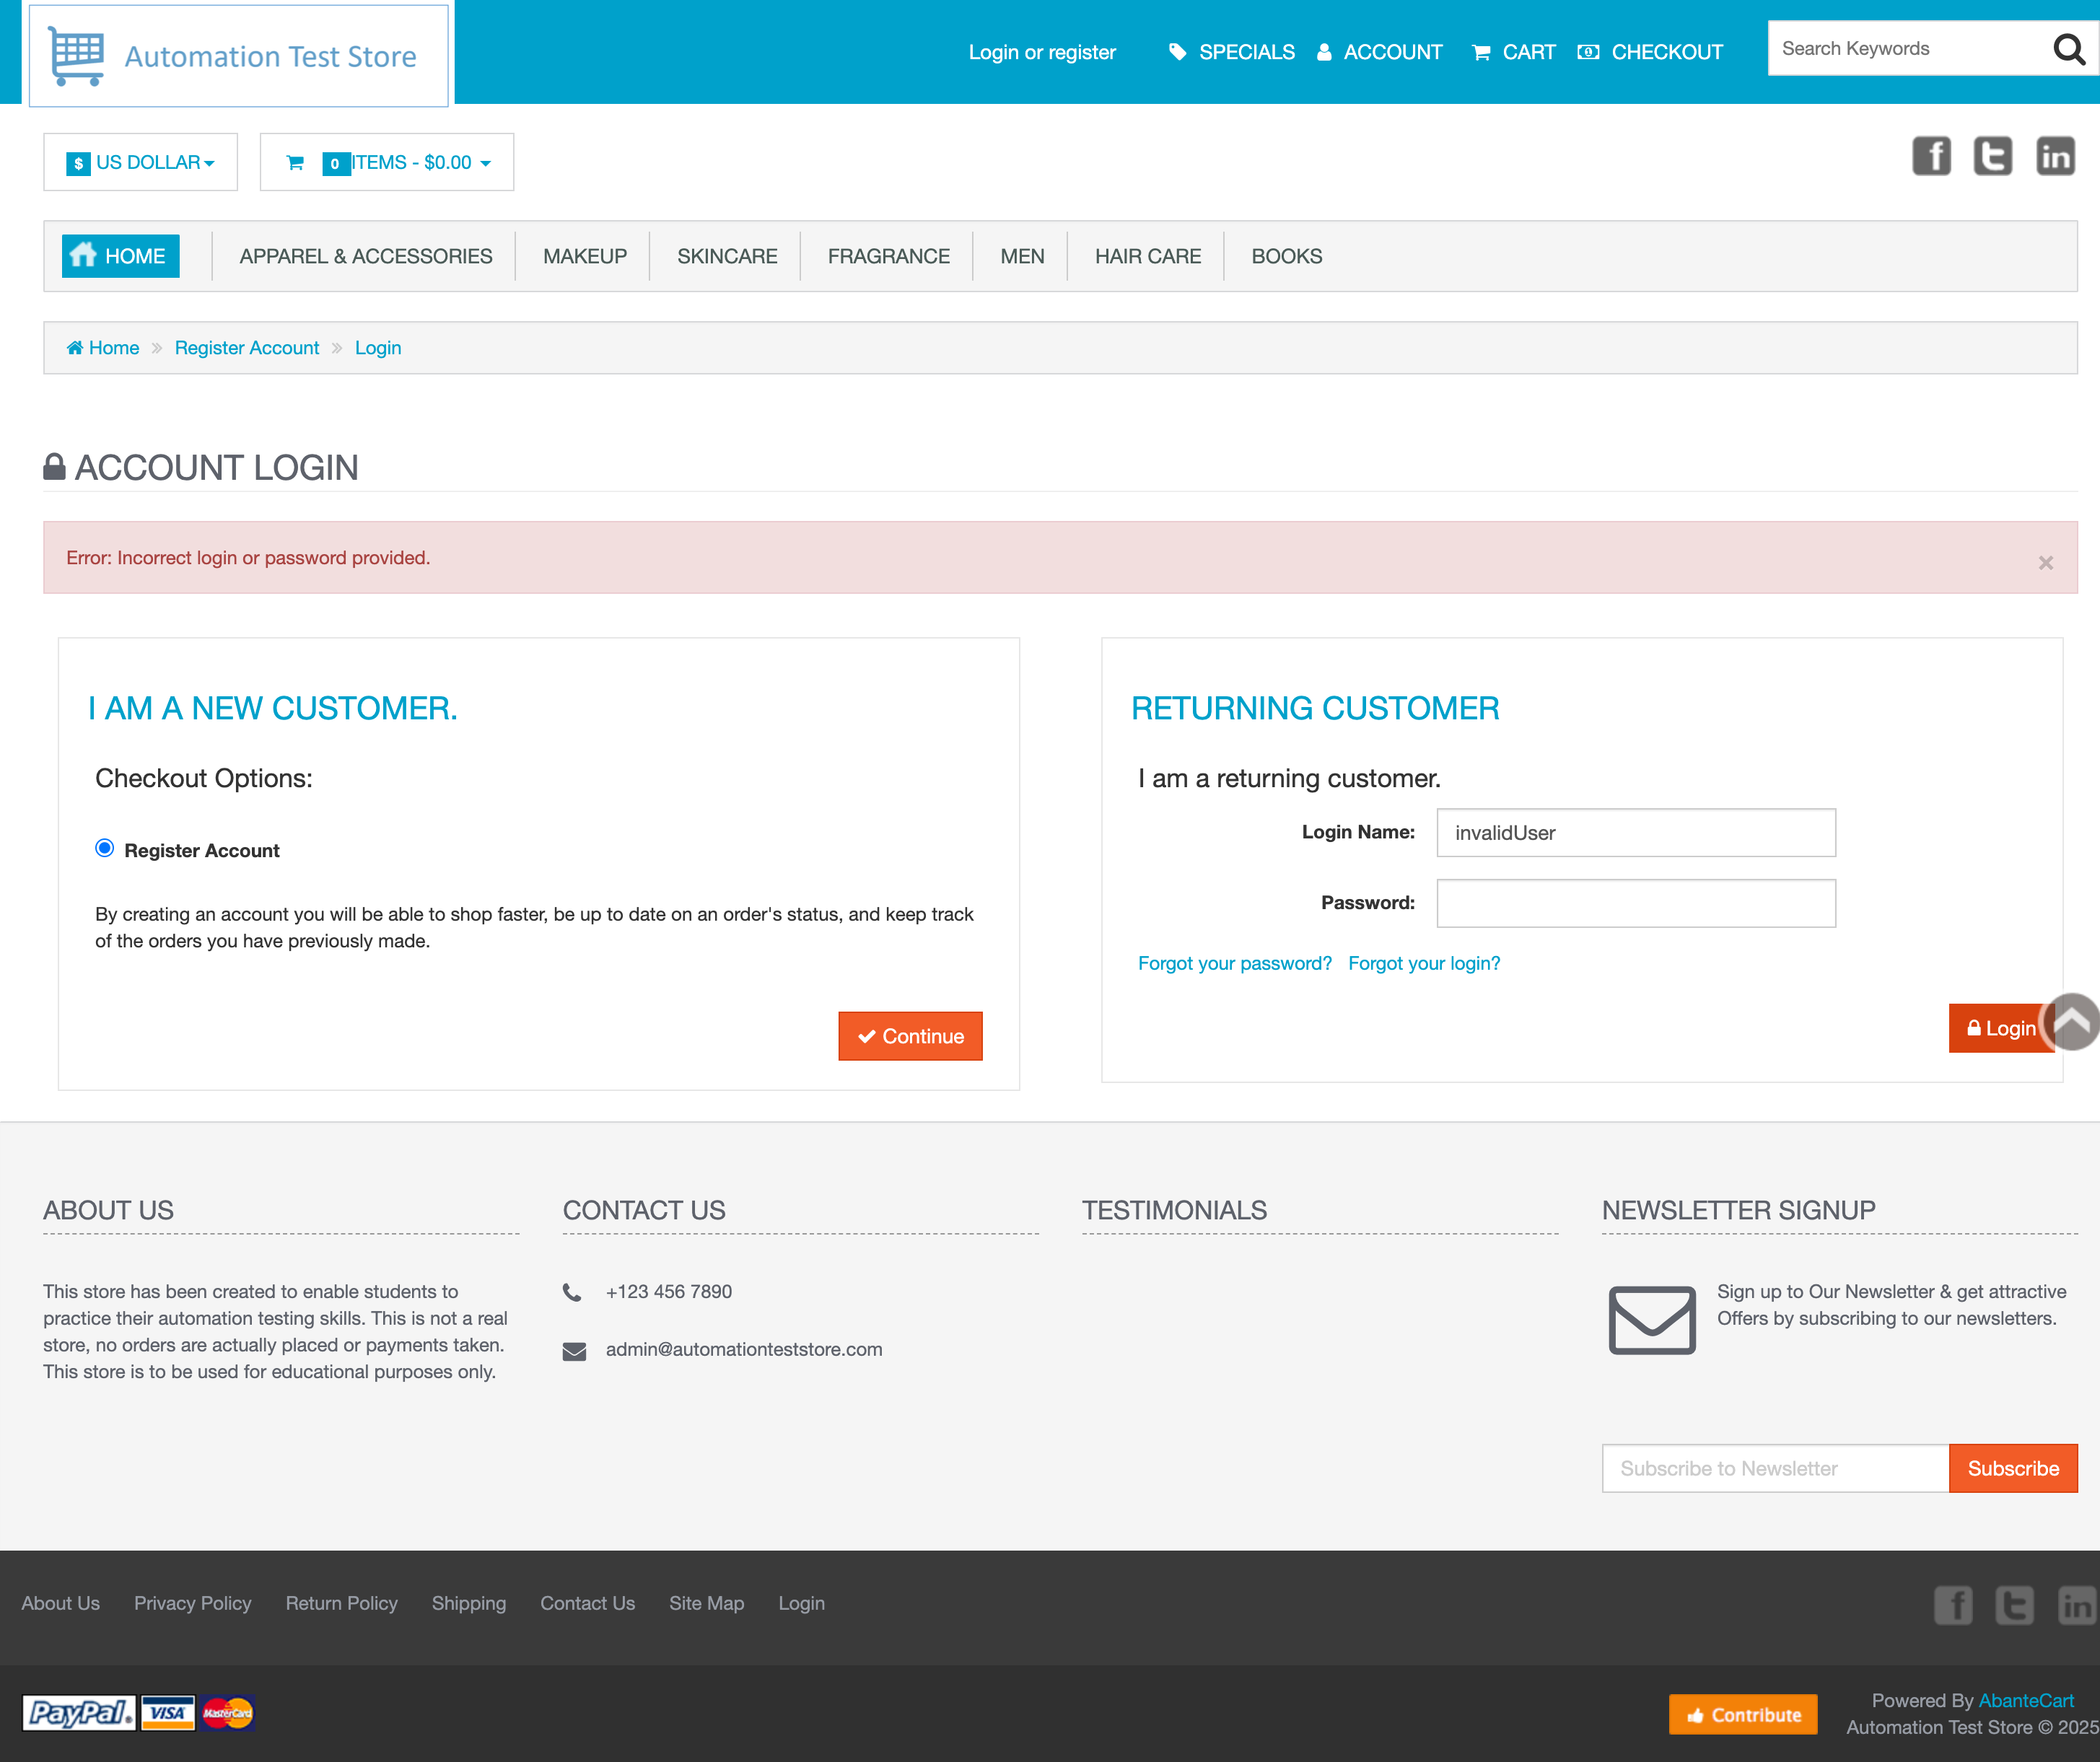 Automation Test Store
Login or register
SPECIALS
ACCOUNT
CART
CHECKOUT
Search Keywords
$ US DOLLAR
0 ITEMS - $0.00
HOME
APPAREL & ACCESSORIES
MAKEUP
SKINCARE
FRAGRANCE
MEN
HAIR CARE
BOOKS
Home » Register Account » Login
ACCOUNT LOGIN
Error: Incorrect login or password provided.
×
I AM A NEW CUSTOMER.
Checkout Options:
Register Account
By creating an account you will be able to shop faster, be up to date on an order's status, and keep track
of the orders you have previously made.
Continue
RETURNING CUSTOMER
I am a returning customer.
Login Name:
invalidUser
Password:
Forgot your password?
Forgot your login?
Login
ABOUT US
This store has been created to enable students to
practice their automation testing skills. This is not a real
store, no orders are actually placed or payments taken.
This store is to be used for educational purposes only.
CONTACT US
+123 456 7890
admin@automationteststore.com
TESTIMONIALS
NEWSLETTER SIGNUP
Sign up to Our Newsletter & get attractive
Offers by subscribing to our newsletters.
Subscribe to Newsletter
Subscribe
About Us
Privacy Policy
Return Policy
Shipping
Contact Us
Site Map
Login
PayPal
VISA
MasterCard
Contribute
Powered By AbanteCart
Automation Test Store © 2025